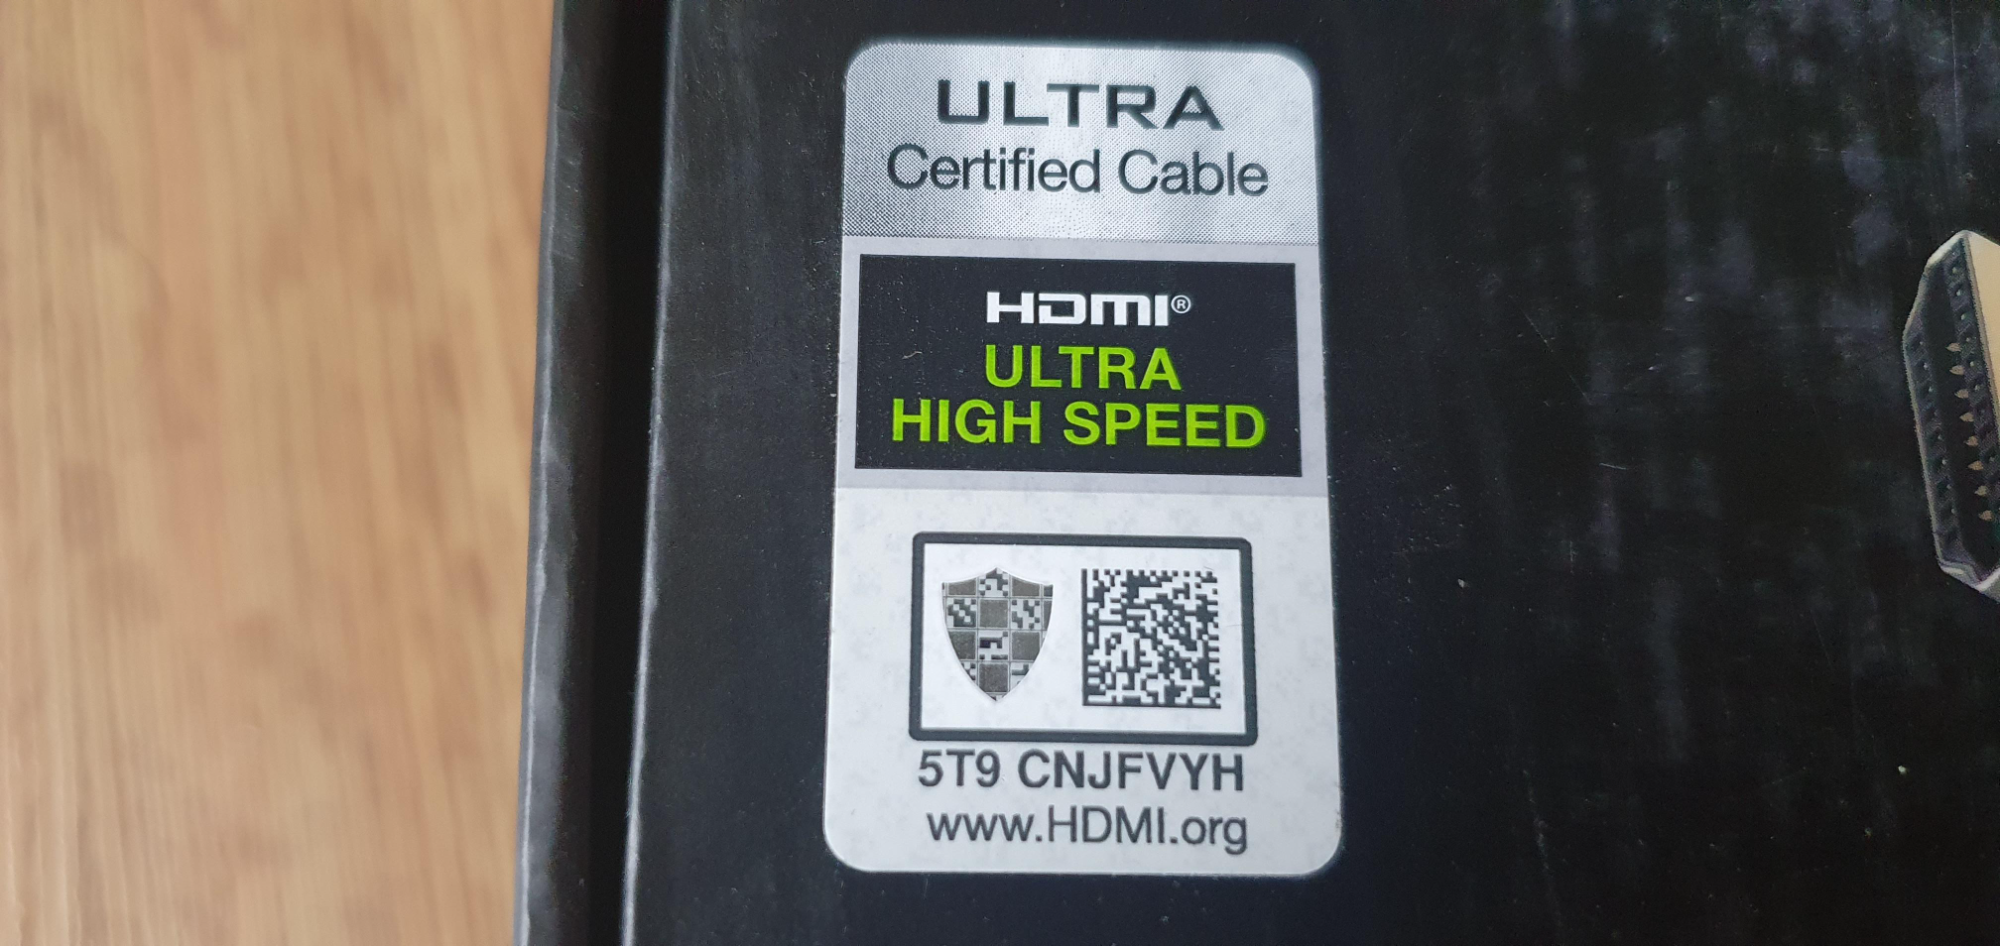 ULTRA
Certified Cable
HDMI®
ULTRA
HIGH SPEED
5T9 CNJFVYH
www.HDMI.org